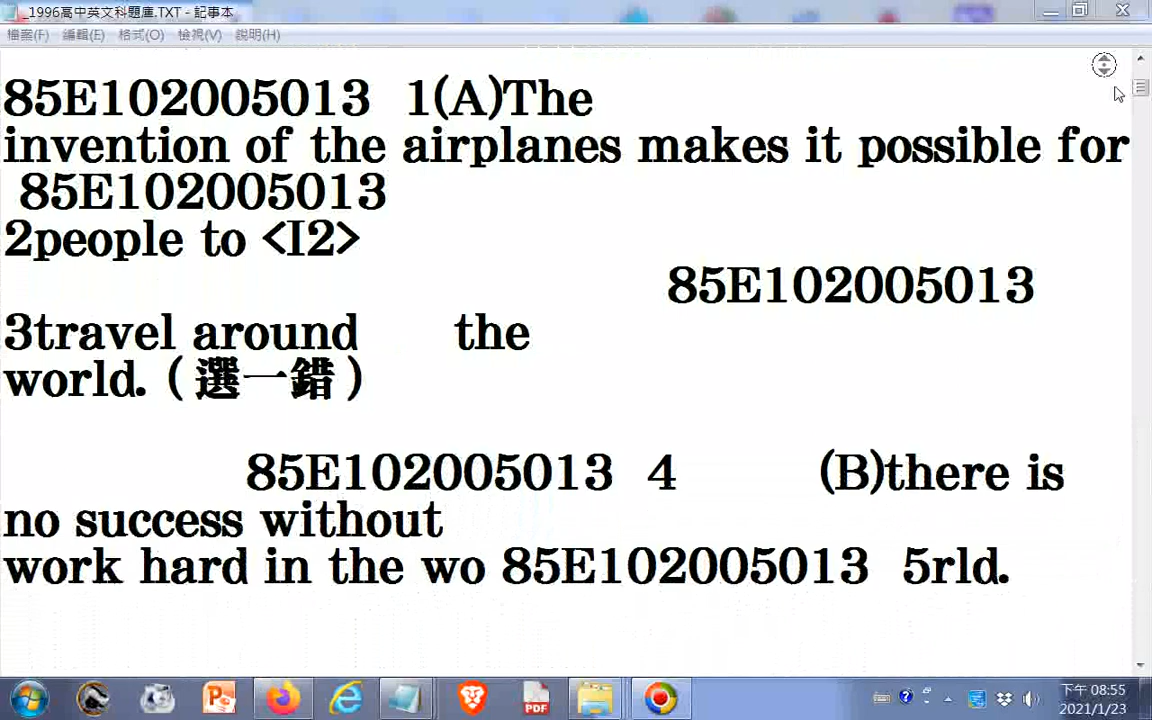 _1996高中英文科題庫.TXT - 記事本
檔案(F) 編輯(E) 格式(O) 檢視(V) 說明(H)
85E102005013 1(A)The
invention of the airplanes makes it possible for
85E102005013
2people to <I2>
85E102005013
3travel around the
world. (選一錯)
85E102005013 4 (B)there is
no success without
work hard in the wo 85E102005013 5rld.
PDF
下午 08:55
2021/1/23